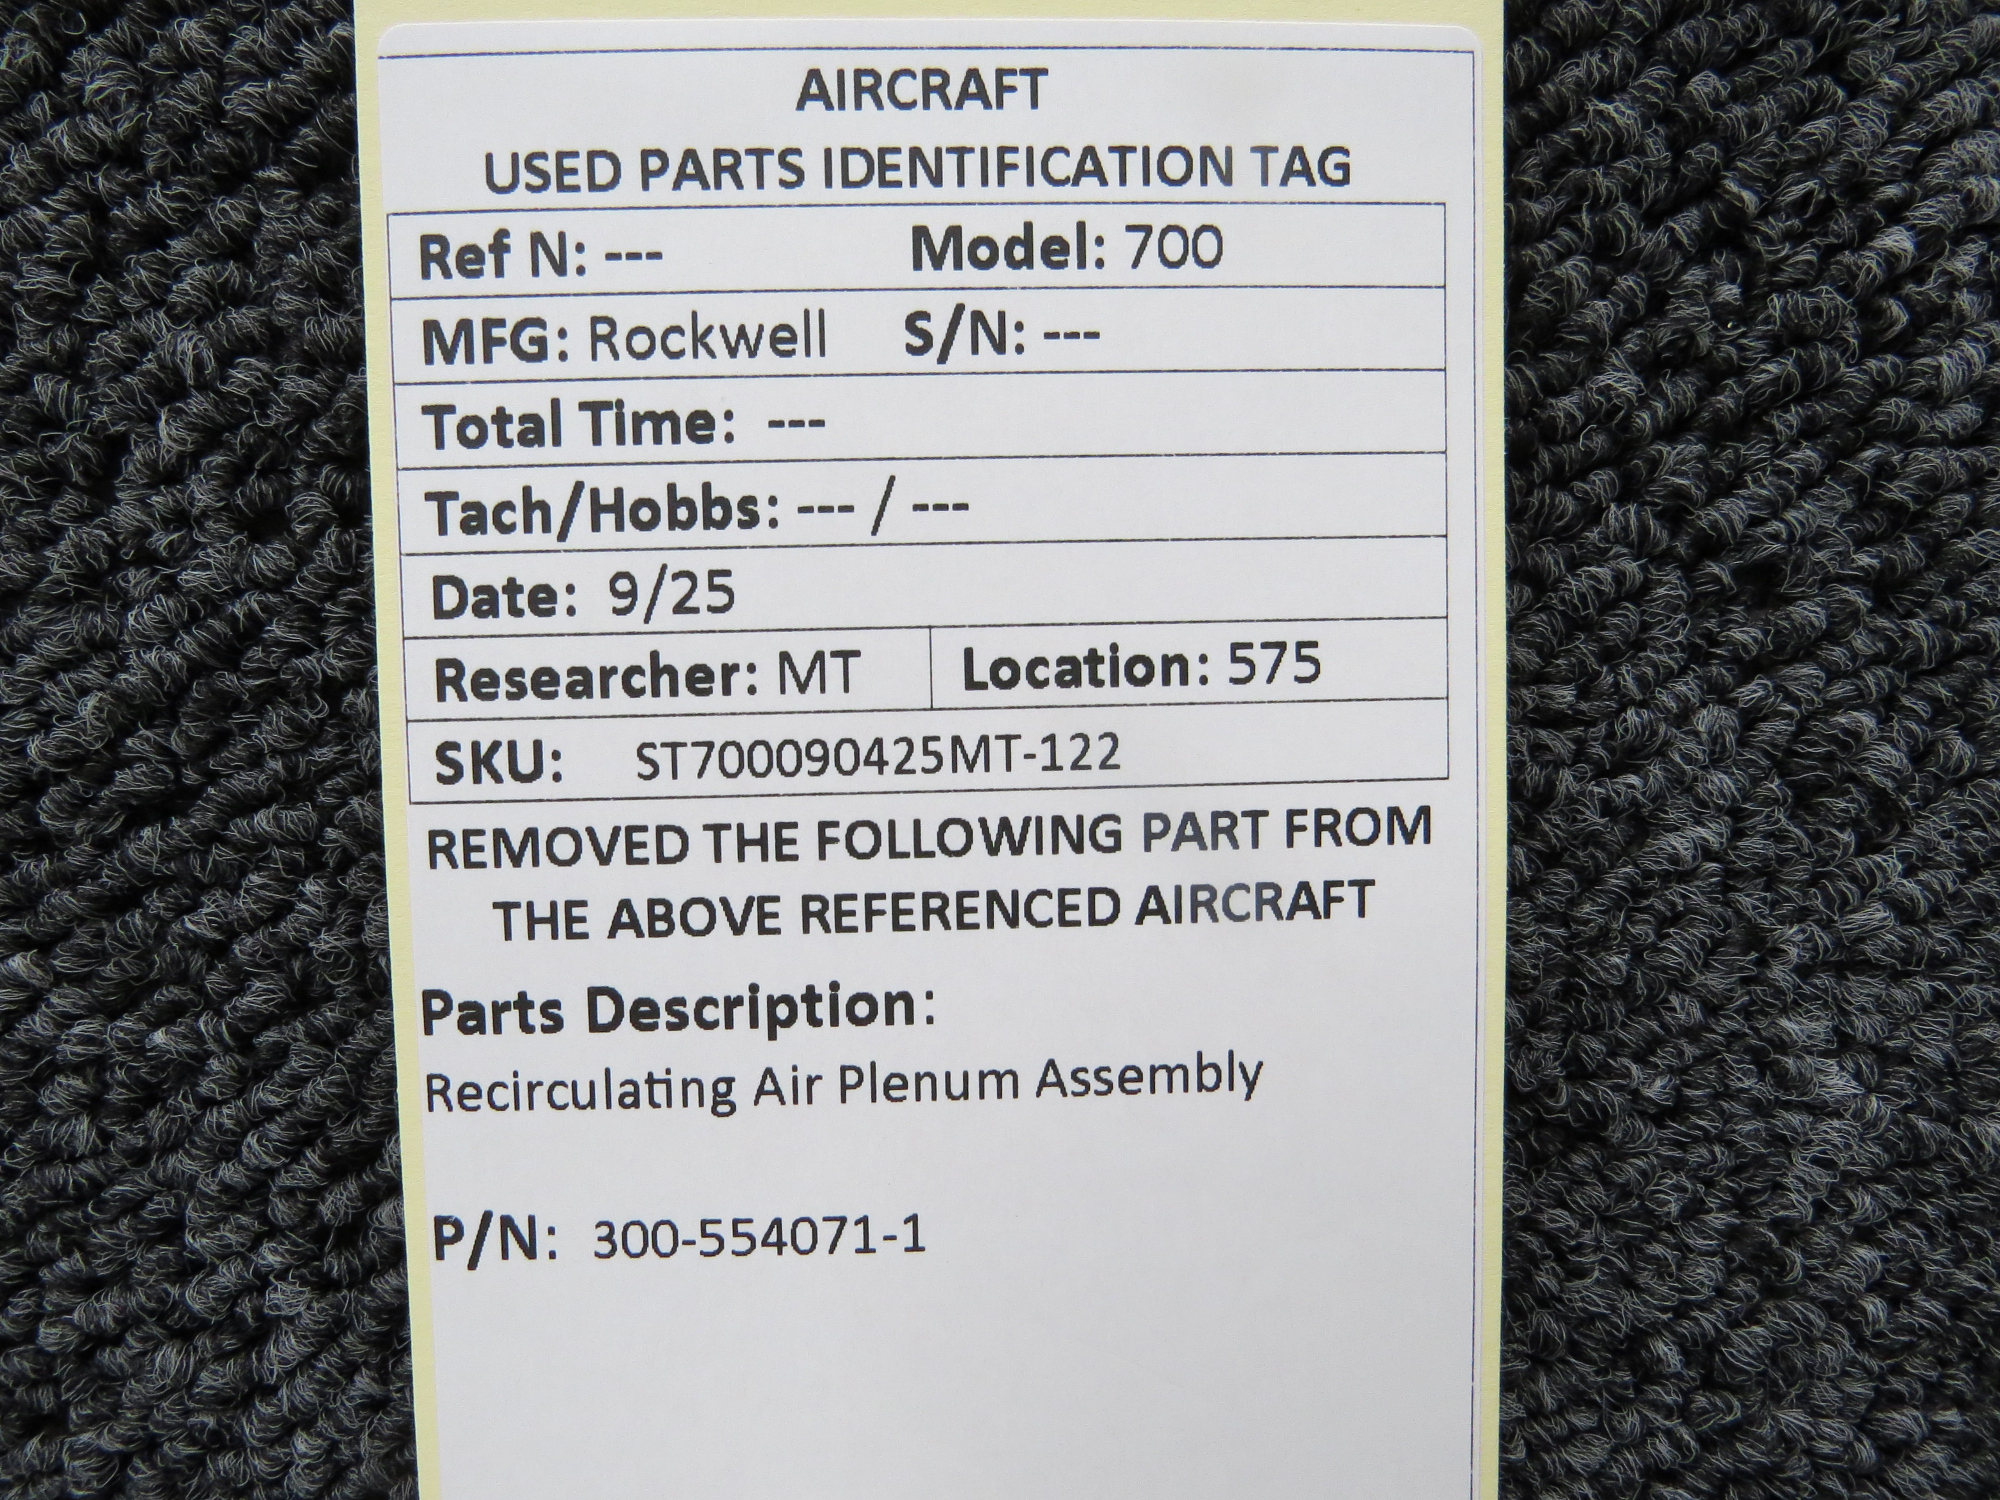 AIRCRAFT
USED PARTS IDENTIFICATION TAG
Ref N: --- Model: 700
MFG: Rockwell S/N: ---
Total Time: ---
Tach/Hobbs: --- / ---
Date: 9/25
Researcher: MT Location: 575
SKU: ST700090425MT-122
REMOVED THE FOLLOWING PART FROM
THE ABOVE REFERENCED AIRCRAFT
Parts Description:
Recirculating Air Plenum Assembly
P/N: 300-554071-1